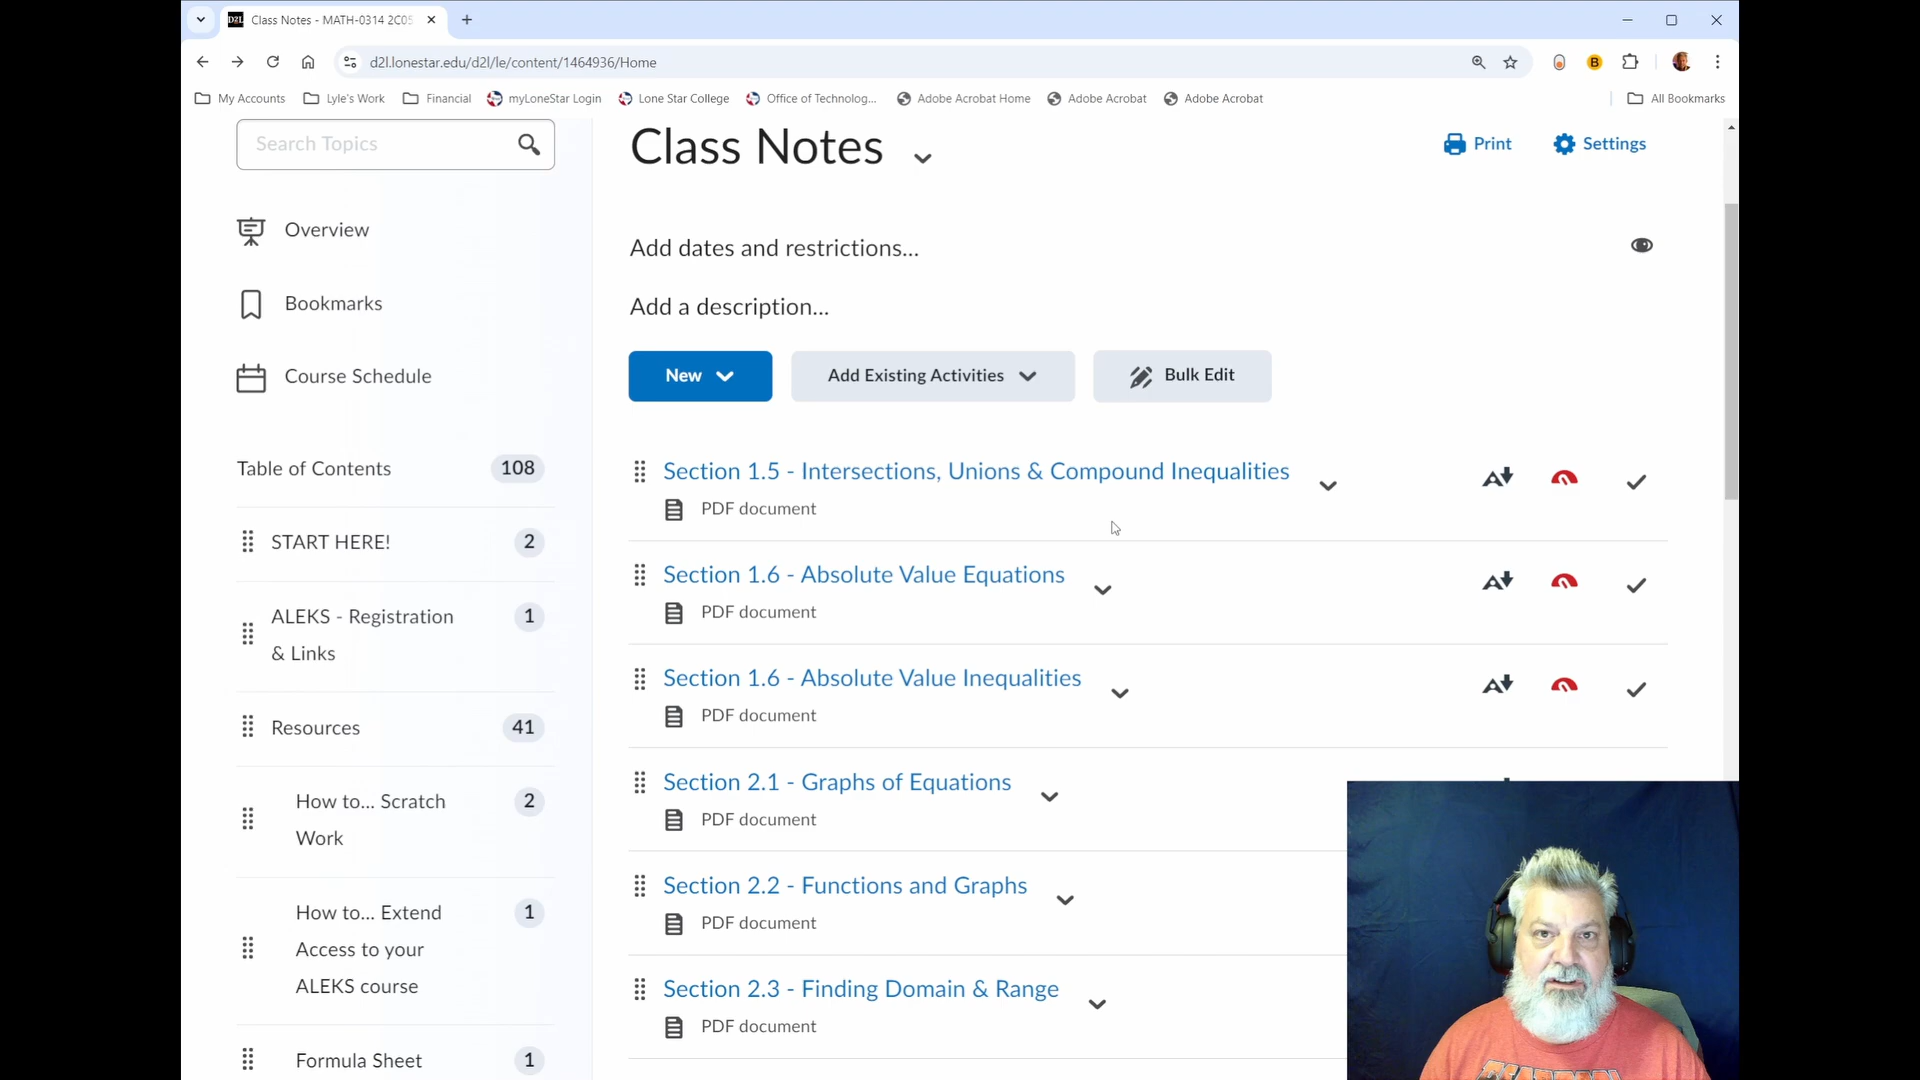 D2L Class Notes - MATH-0314 2C05
d2l.lonestar.edu/d2l/le/content/1464936/Home
B
My Accounts Lyle's Work Financial myLoneStar Login Lone Star College Office of Technolog... Adobe Acrobat Home Adobe Acrobat Adobe Acrobat All Bookmarks
Search Topics
Overview
Bookmarks
Course Schedule
Table of Contents 108
START HERE! 2
ALEKS - Registration 1
& Links
Resources 41
How to... Scratch 2
Work
How to... Extend 1
Access to your
ALEKS course
Formula Sheet 1
Class Notes
Print Settings
Add dates and restrictions...
Add a description...
New Add Existing Activities Bulk Edit
Section 1.5 - Intersections, Unions & Compound Inequalities
PDF document
Section 1.6 - Absolute Value Equations
PDF document
Section 1.6 - Absolute Value Inequalities
PDF document
Section 2.1 - Graphs of Equations
PDF document
Section 2.2 - Functions and Graphs
PDF document
Section 2.3 - Finding Domain & Range
PDF document